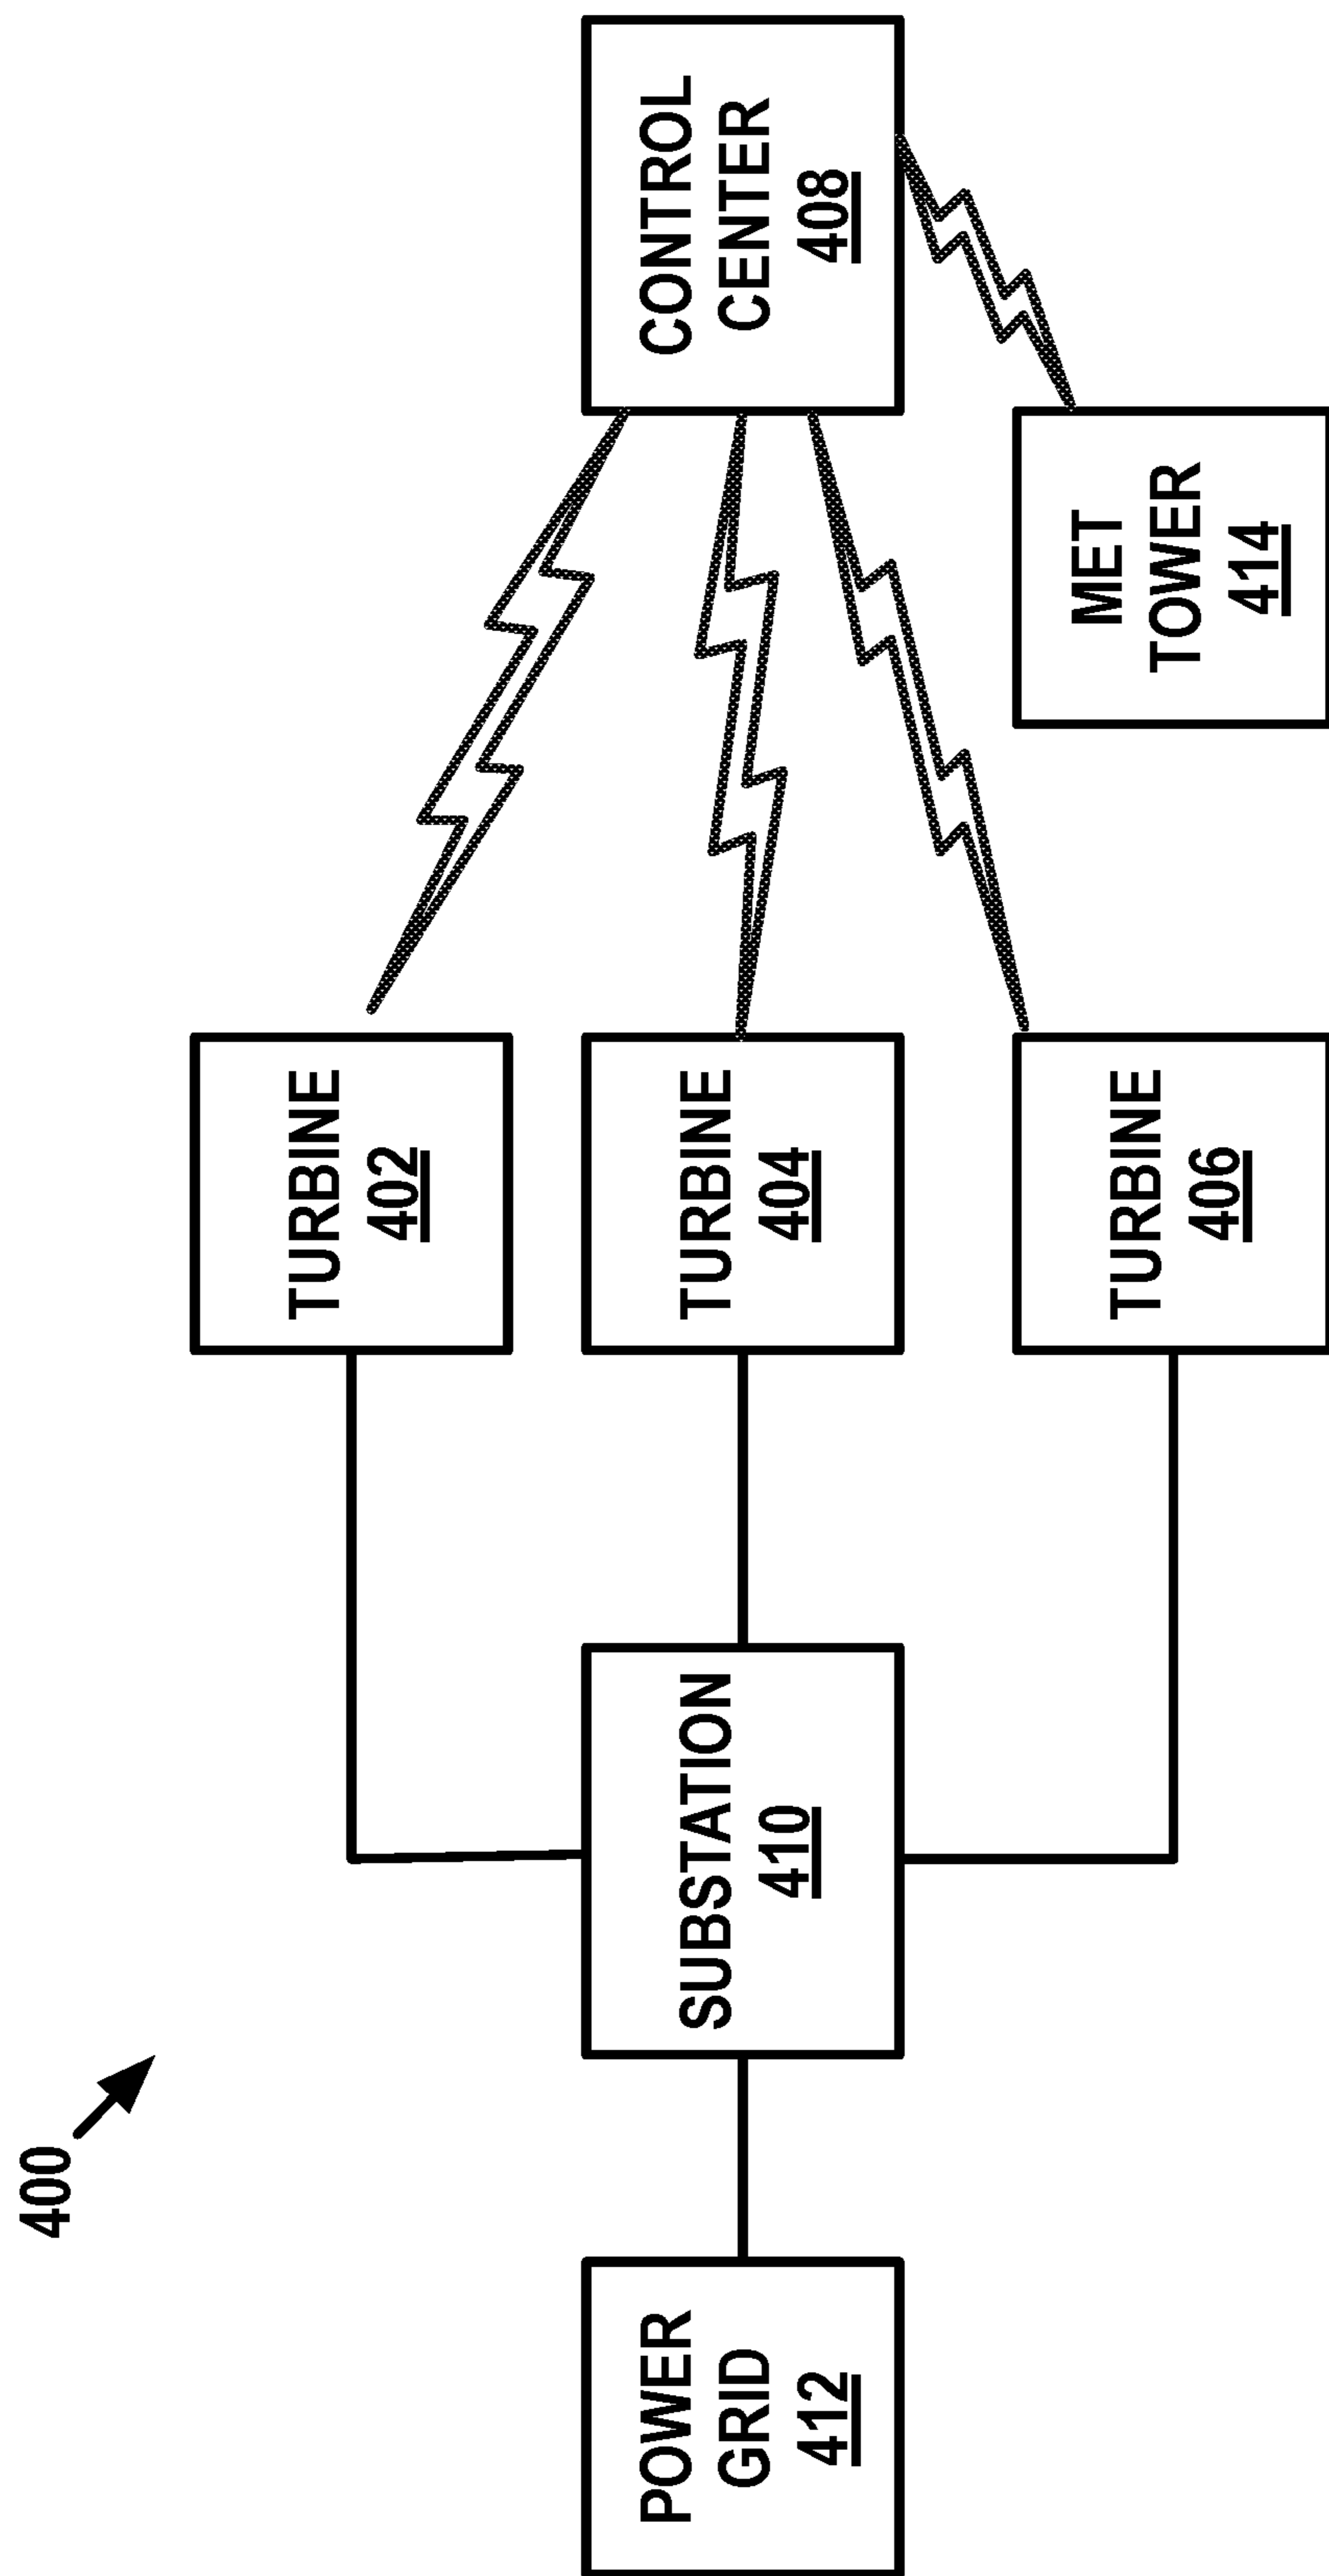 400
TURBINE
402
POWER
GRID
412
SUBSTATION
410
TURBINE
404
CONTROL
CENTER
408
TURBINE
406
MET
TOWER
414